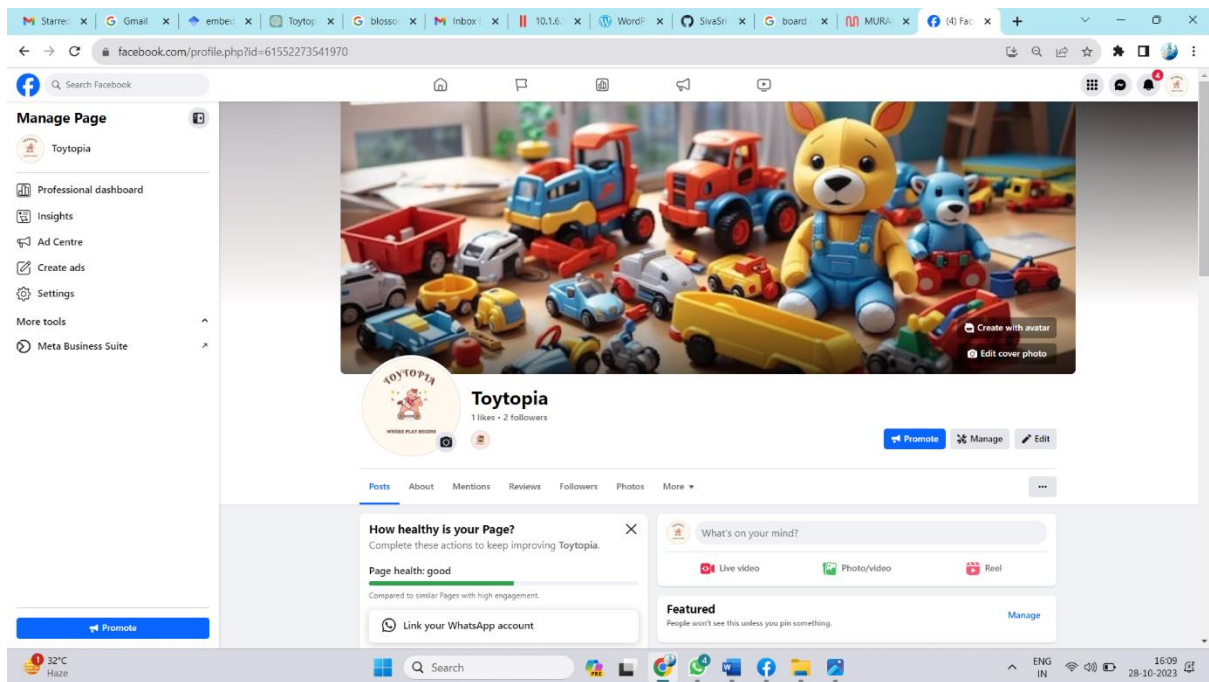 Starred
Gmail
embed
Toytop
blosso
Inbox (
10.1.6.
WordP
SivaSri
board
MURA
(4) Fac
facebook.com/profile.php?id=61552273541970
Search Facebook
4
Manage Page
Toytopia
Professional dashboard
Insights
Ad Centre
Create ads
Settings
More tools
Meta Business Suite
Promote
Create with avatar
Edit cover photo
TOYTOPIA
WHERE PLAY BEGINS
Toytopia
1 likes • 2 followers
Promote
Manage
Edit
Posts About Mentions Reviews Followers Photos More
How healthy is your Page?
Complete these actions to keep improving Toytopia.
Page health: good
Compared to similar Pages with high engagement.
Link your WhatsApp account
What's on your mind?
Live video Photo/video Reel
Featured Manage
People won't see this unless you pin something.
1
32°C
Haze
Search
PRE
4
ENG
IN
16:09
28-10-2023